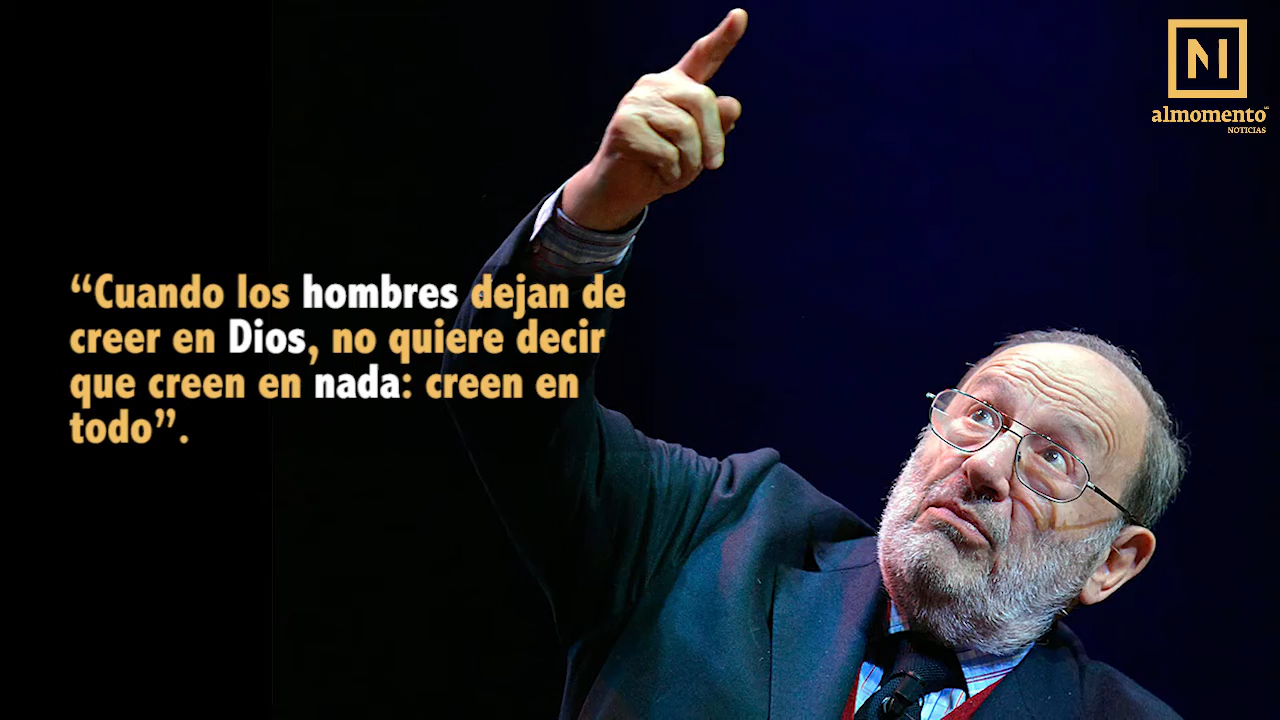 almomento
NOTICIAS
“Cuando los hombres dejan de
creer en Dios, no quiere decir
que creen en nada: creen en
todo”.